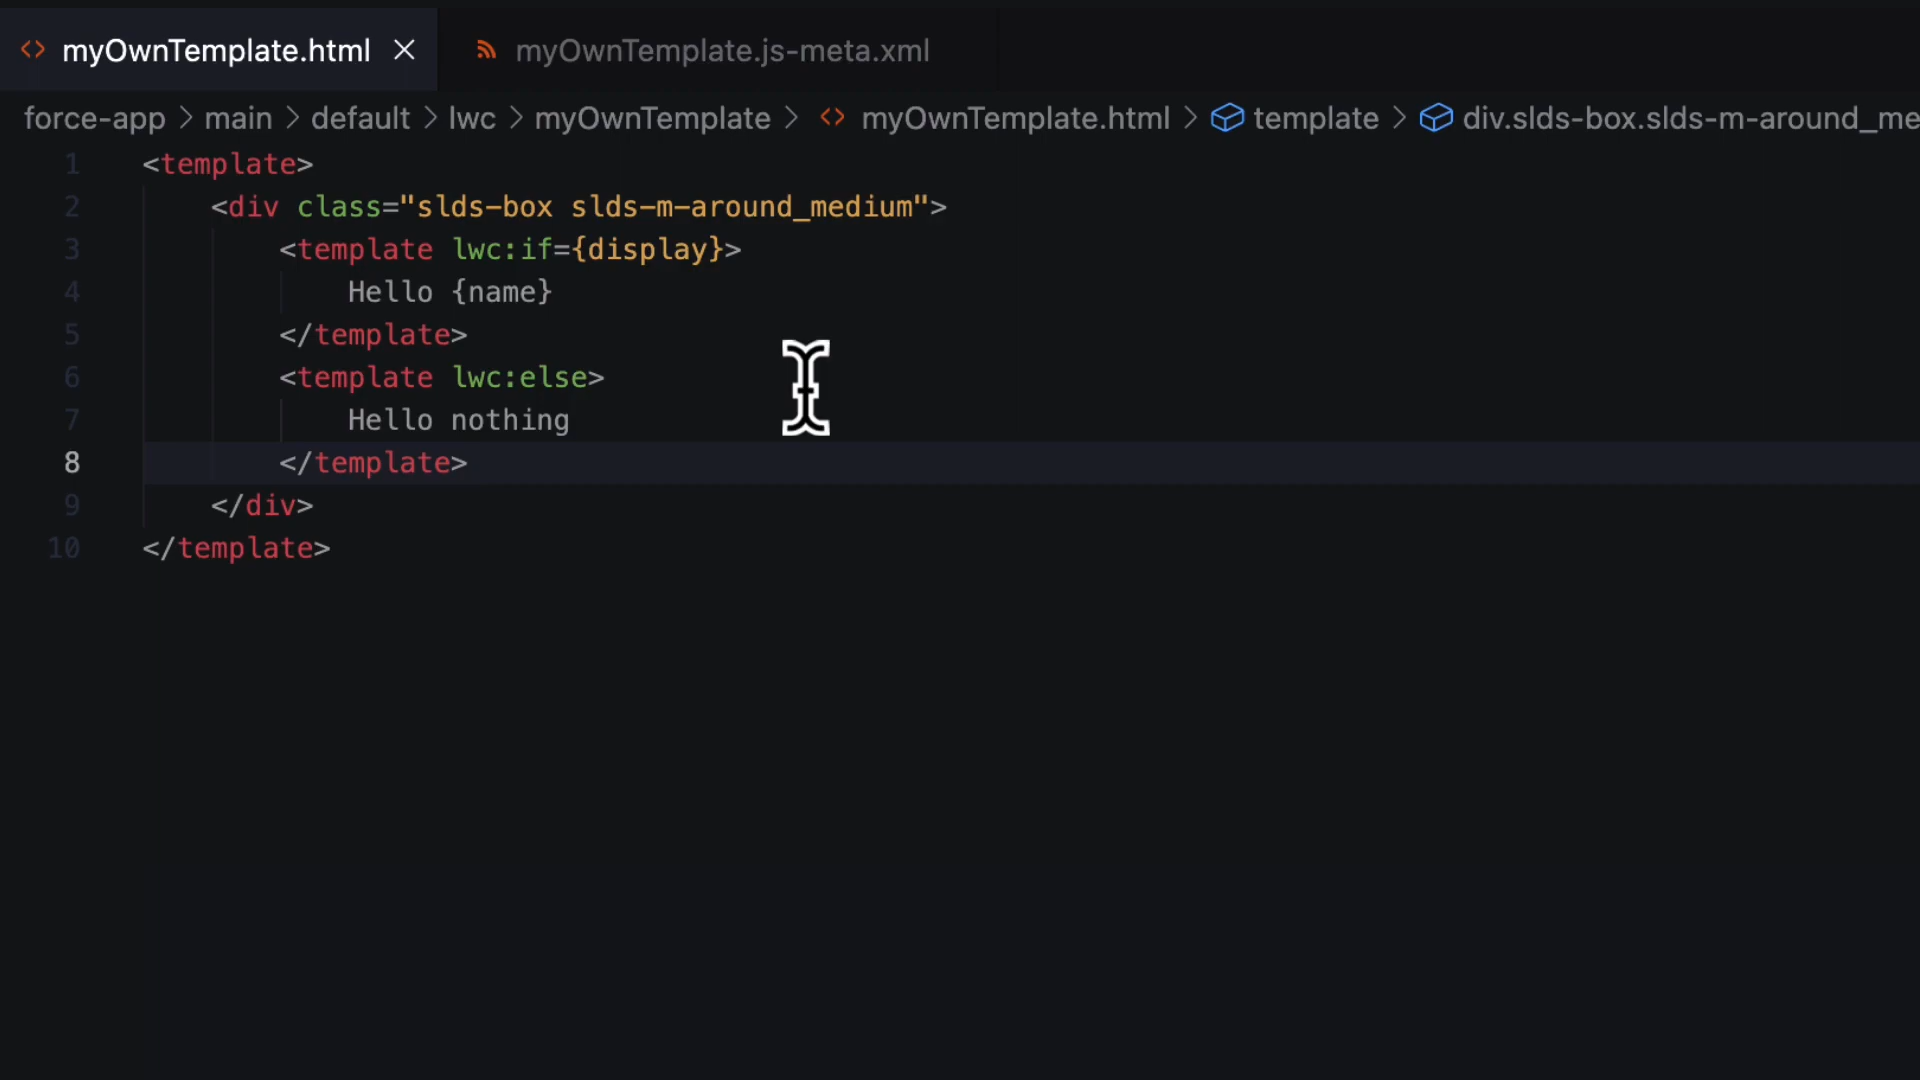 myOwnTemplate.html myOwnTemplate.js-meta.xml
force-app > main > default > lwc > myOwnTemplate > myOwnTemplate.html > template > div.slds-box.slds-m-around_me
1 <template>
2 <div class="slds-box slds-m-around_medium">
3 <template lwc:if={display}>
4 Hello {name}
5 </template>
6 <template lwc:else>
7 Hello nothing
8 </template>
9 </div>
10 </template>